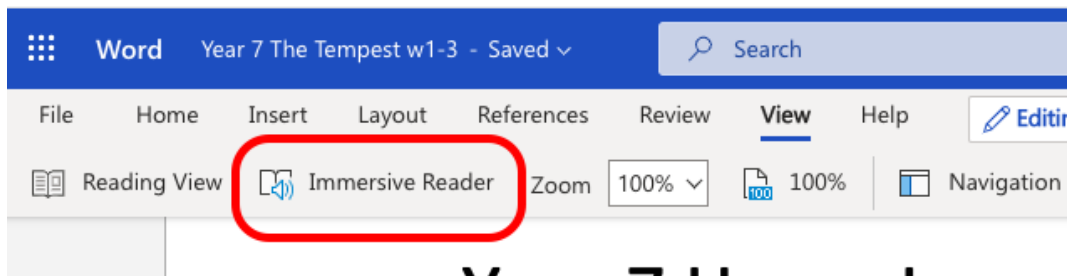 Word Year 7 The Tempest w1-3 - Saved Search
File Home Insert Layout References Review View Help Editin
Reading View Immersive Reader Zoom 100% 100 100% Navigation